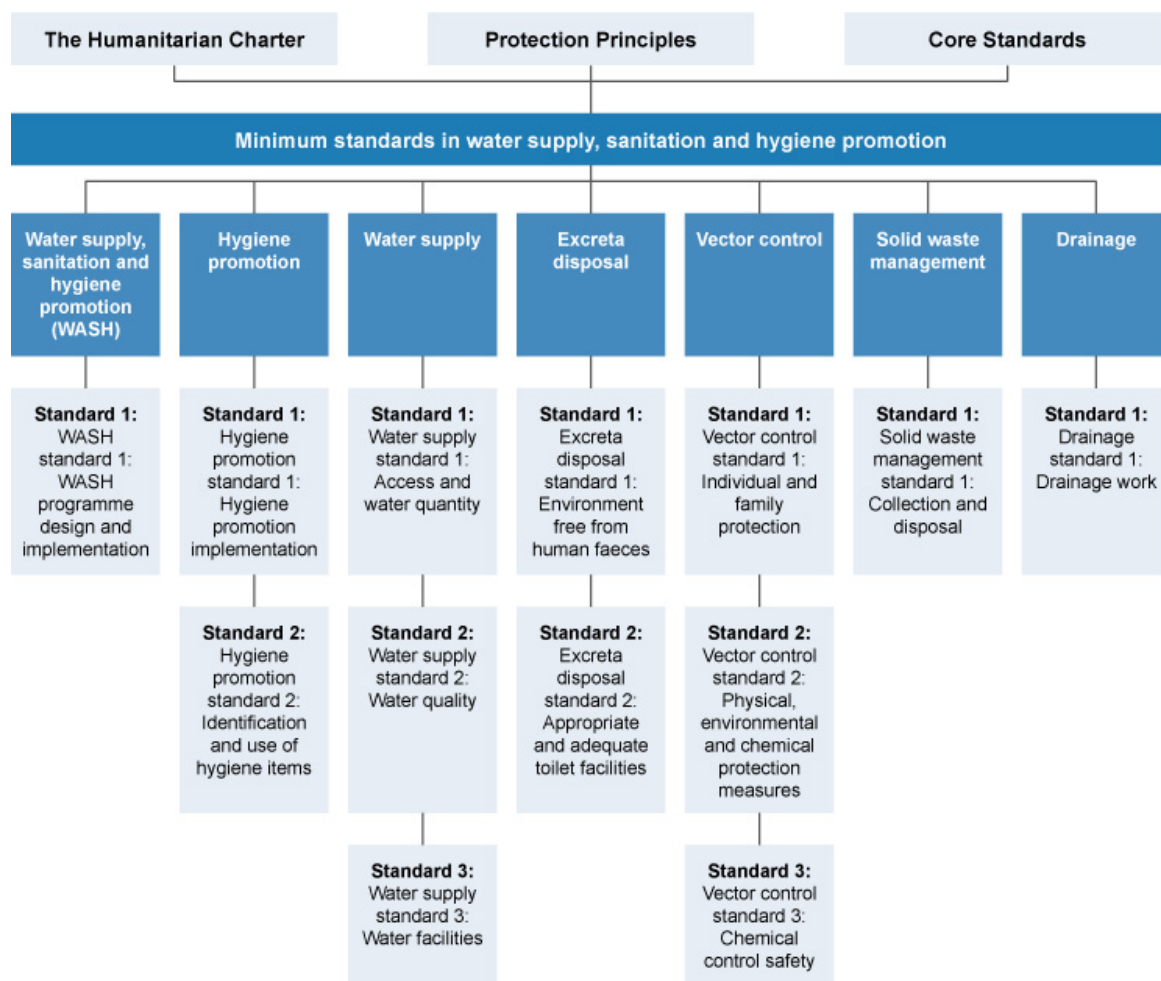 The Humanitarian Charter
Protection Principles
Core Standards
Minimum standards in water supply, sanitation and hygiene promotion
Water supply,
sanitation and
hygiene
promotion
(WASH)
Hygiene
promotion
Water supply
Excreta
disposal
Vector control
Solid waste
management
Drainage
Standard 1:
WASH
standard 1:
WASH
programme
design and
implementation
Standard 1:
Hygiene
promotion
standard 1:
Hygiene
promotion
implementation
Standard 1:
Water supply
standard 1:
Access and
water quantity
Standard 1:
Excreta
disposal
standard 1:
Environment
free from
human faeces
Standard 1:
Vector control
standard 1:
Individual and
family
protection
Standard 1:
Solid waste
management
standard 1:
Collection and
disposal
Standard 1:
Drainage
standard 1:
Drainage work
Standard 2:
Hygiene
promotion
standard 2:
Identification
and use of
hygiene items
Standard 2:
Water supply
standard 2:
Water quality
Standard 2:
Excreta
disposal
standard 2:
Appropriate
and adequate
toilet facilities
Standard 2:
Vector control
standard 2:
Physical,
environmental
and chemical
protection
measures
Standard 3:
Water supply
standard 3:
Water facilities
Standard 3:
Vector control
standard 3:
Chemical
control safety